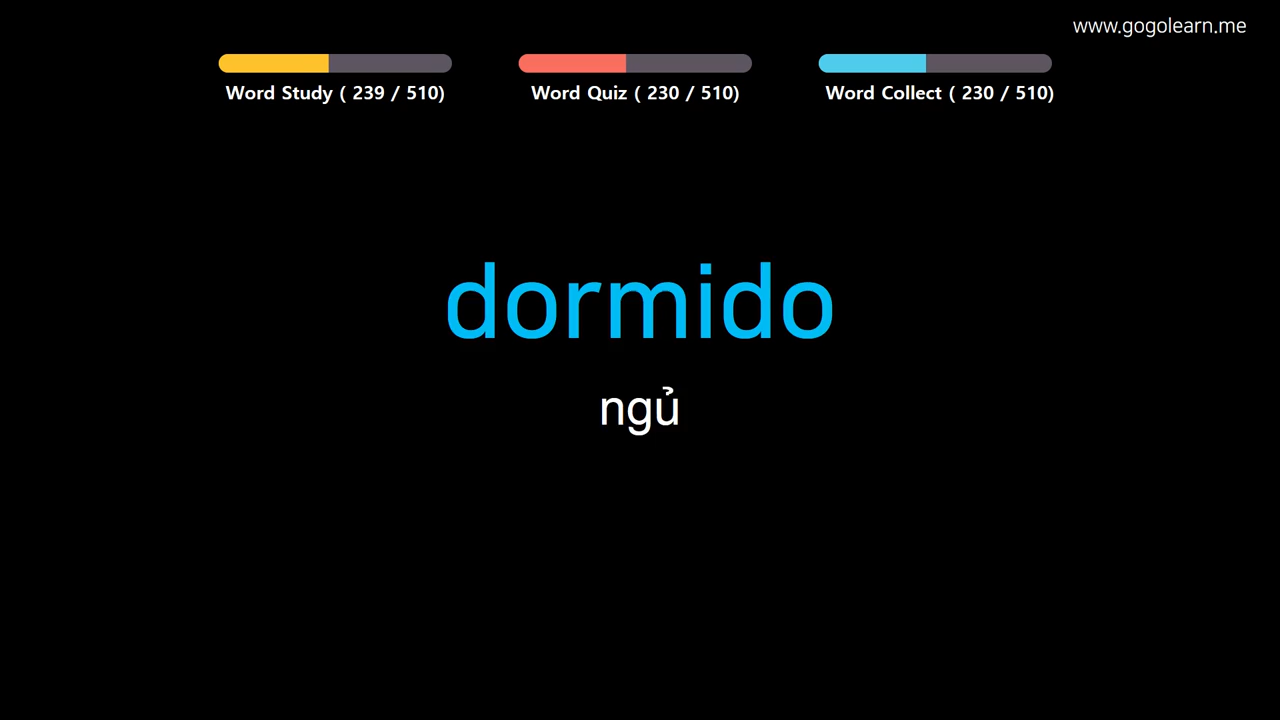 www.gogolearn.me
Word Study ( 239 / 510)
Word Quiz ( 230 / 510)
Word Collect ( 230 / 510)
dormido
ngủ